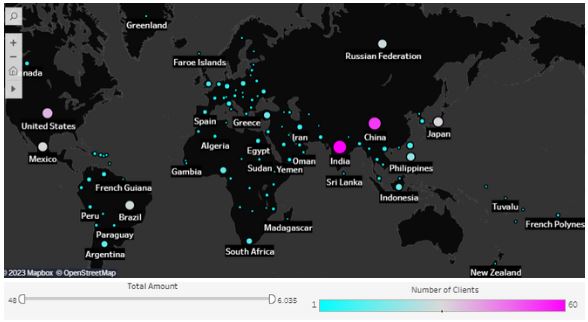 Greenland
Russian Federation
Faroe Islands
nada
United States
Spain
Greece
Iran
China
Japan
Mexico
Algeria
Egypt
Oman
India
Gambia
Sudan
Yemen
Philippines
French Guiana
Sri Lanka
Indonesia
Peru
Brazil
Tuvalu
Paraguay
Madagascar
French Polynes
Argentina
South Africa
New Zealand
2023 Mapbox © OpenStreetMap
Total Amount
Number of Clients
48
6.035
1
60